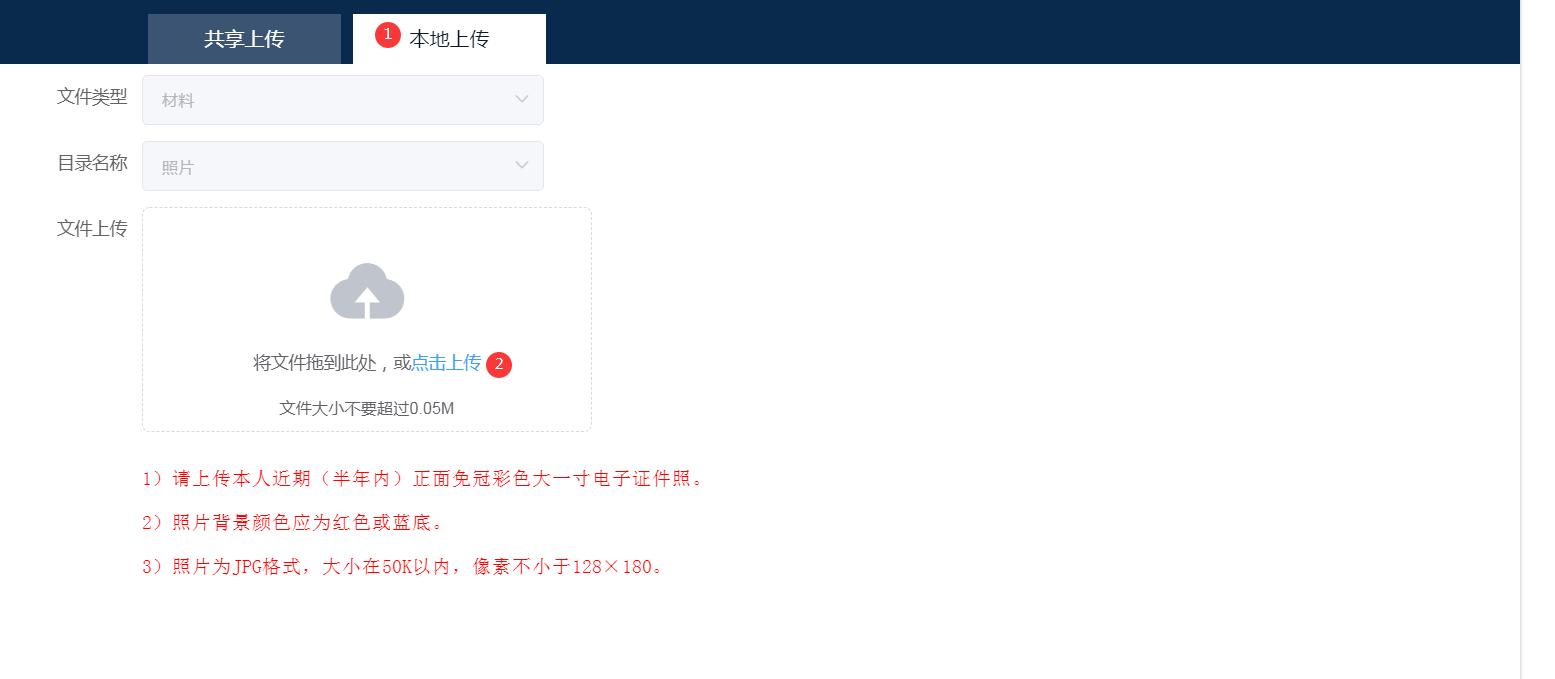 共享上传 1 本地上传
文件类型 材料
目录名称 照片
文件上传
将文件拖到此处，或点击上传 2
文件大小不要超过0.05M
1）请上传本人近期（半年内）正面免冠彩色大一寸电子证件照。
2）照片背景颜色应为红色或蓝底。
3）照片为JPG格式，大小在50K以内，像素不小于128×180。